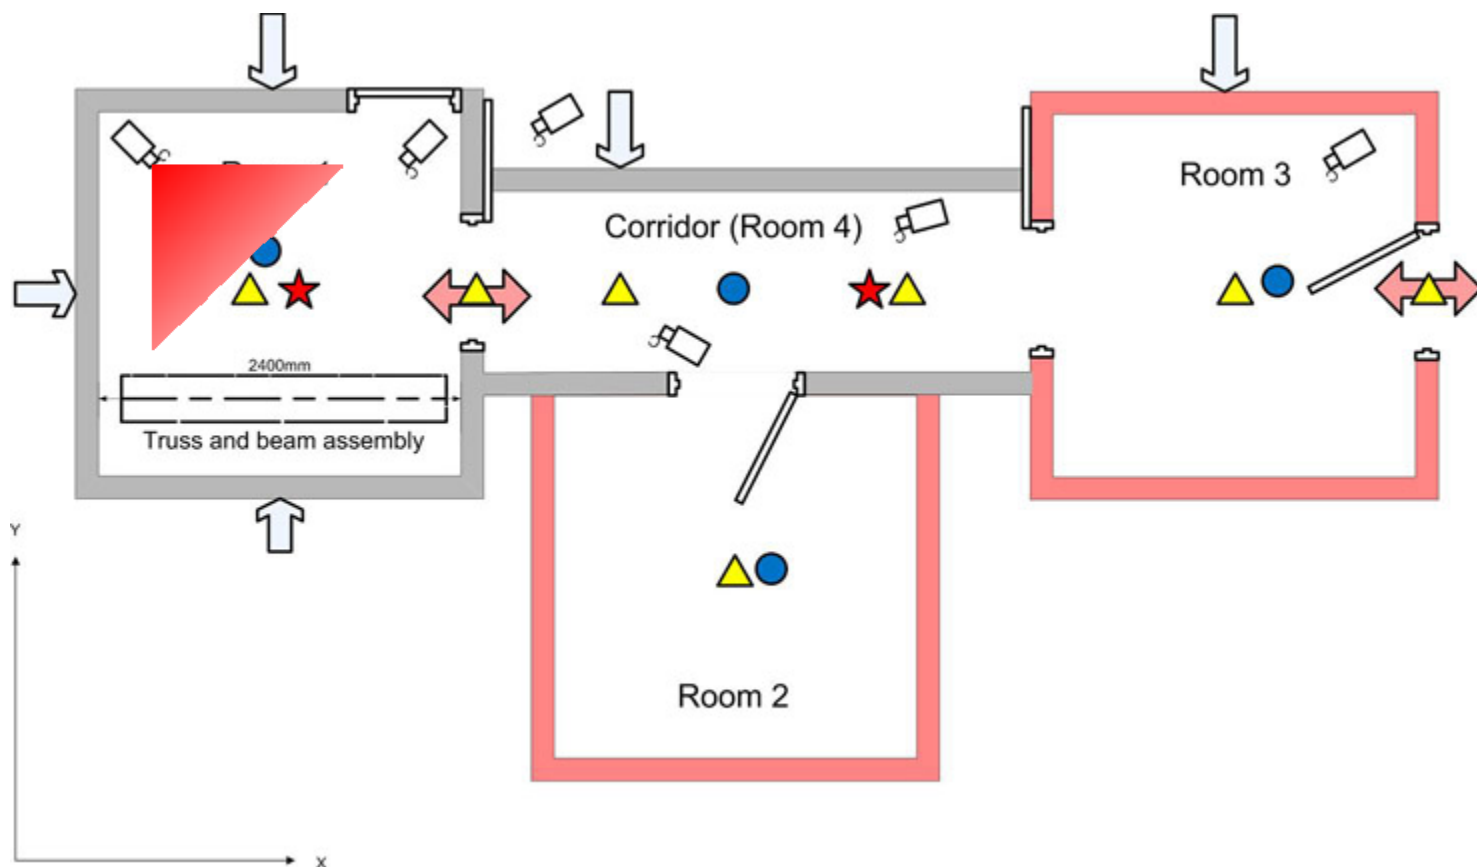 Room 3
Corridor (Room 4)
2400mm
Truss and beam assembly
Y
Room 2
X